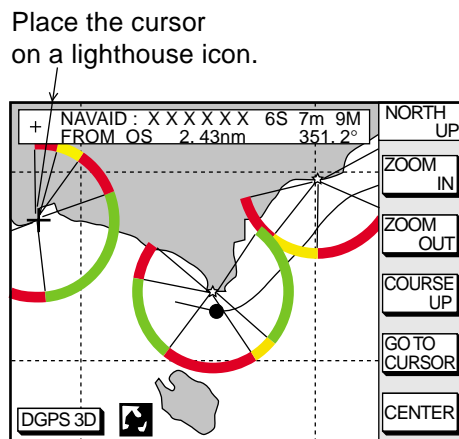 Place the cursor
on a lighthouse icon.
+ NAVAID : X X X X X X 6S 7m 9M
FROM OS 2. 43nm 351. 2°
NORTH
UP
ZOOM
IN
ZOOM
OUT
COURSE
UP
GO TO
CURSOR
CENTER
DGPS 3D